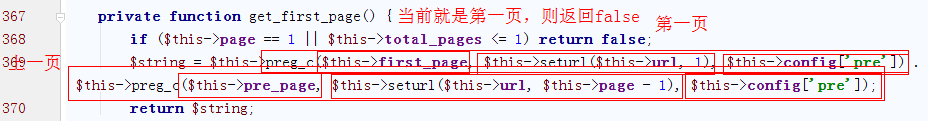 367 private function get_first_page() { 当前就是第一页，则返回false 第一页
368 if ($this->page == 1 || $this->total_pages <= 1) return false;
上一页
369 $string = $this->preg_c($this->first_page, $this->seturl($this->url, 1), $this->config['pre']) .
$this->preg_c($this->pre_page, $this->seturl($this->url, $this->page - 1), $this->config['pre']);
370 return $string;